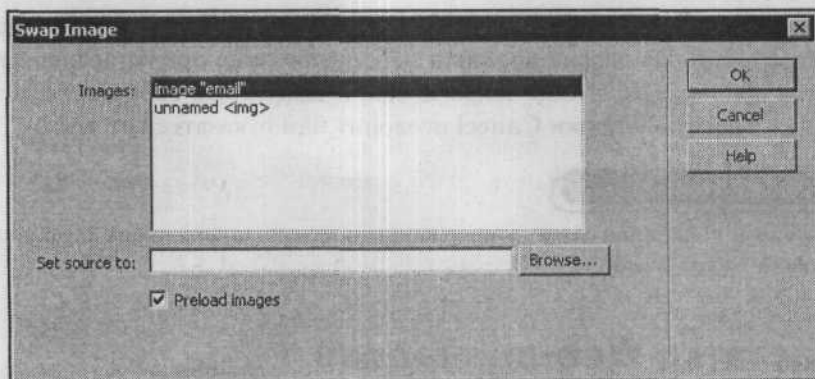 Swap Image
Images:
image "email"
unnamed <img>
OK
Cancel
Help
Set source to:
Browse...
Preload images